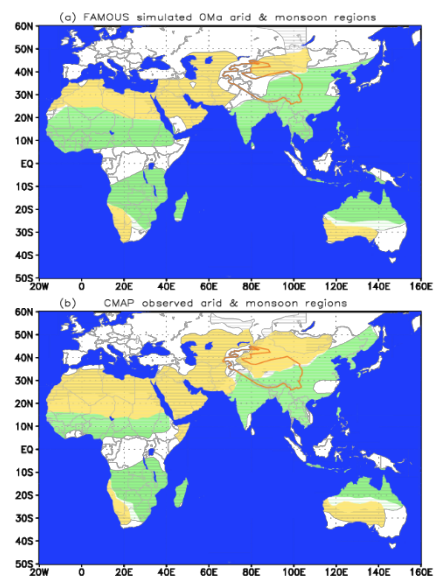 (a) FAMOUS simulated 0Ma arid & monsoon regions
60N
50N
40N
30N
20N
10N
EQ
10S
20S
30S
40S
50S
20W 0 20E 40E 60E 80E 100E 120E 140E 160E
(b) CMAP observed arid & monsoon regions
60N
50N
40N
30N
20N
10N
EQ
10S
20S
30S
40S
50S
20W 0 20E 40E 60E 80E 100E 120E 140E 160E